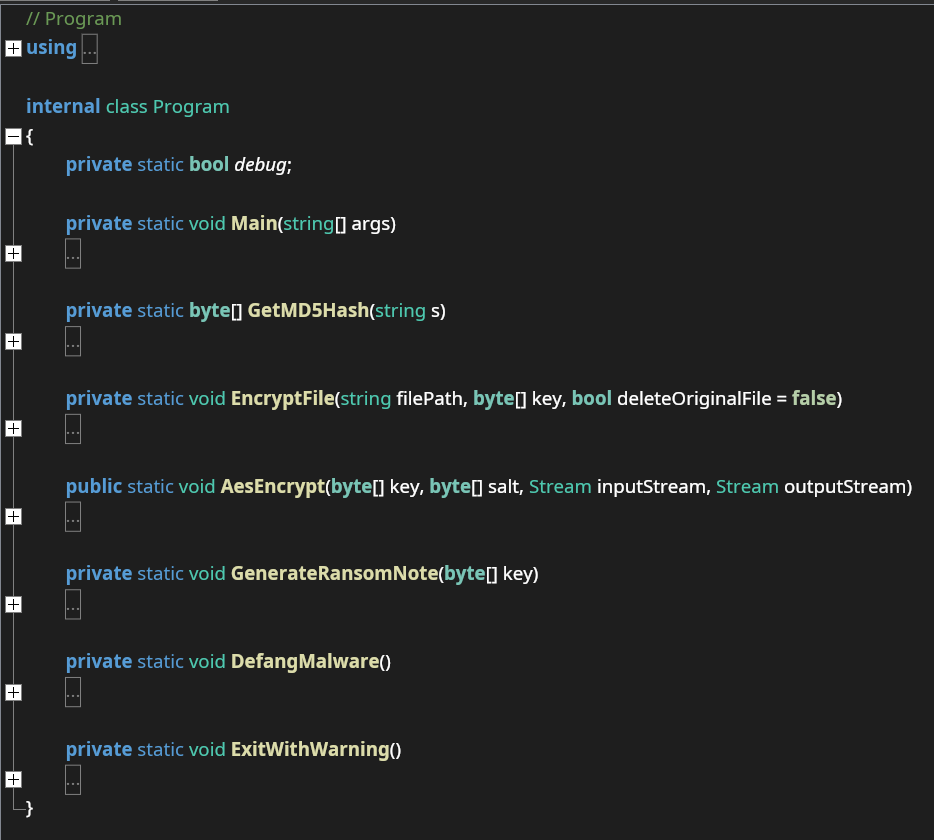 // Program
using ...
internal class Program
{
private static bool debug;
private static void Main(string[] args)
...
private static byte[] GetMD5Hash(string s)
...
private static void EncryptFile(string filePath, byte[] key, bool deleteOriginalFile = false)
...
public static void AesEncrypt(byte[] key, byte[] salt, Stream inputStream, Stream outputStream)
...
private static void GenerateRansomNote(byte[] key)
...
private static void DefangMalware()
...
private static void ExitWithWarning()
...
}